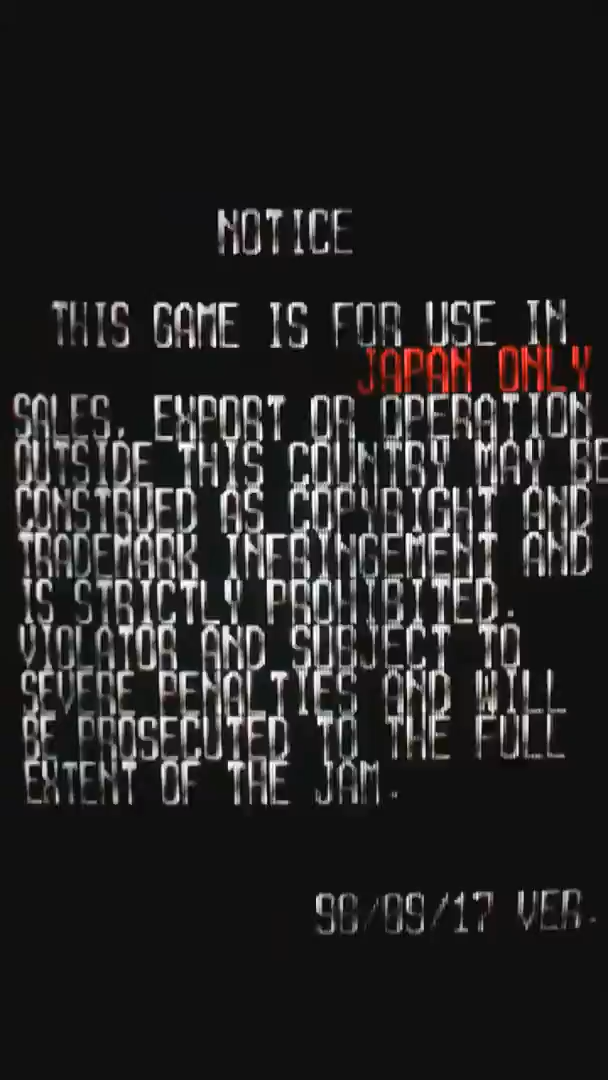 NOTICE
THIS GAME IS FOR USE IN
JAPAN ONLY
SALES, EXPORT OR OPERATION
OUTSIDE THIS COUNTRY MAY BE
CONSTRUED AS COPYRIGHT AND
TRADEMARK INFRINGEMENT AND
IS STRICTLY PROHIBITED.
VIOLATOR AND SUBJECT TO
SEVERE PENALTIES AND WILL
BE PROSECUTED TO THE FULL
EXTENT OF THE JAM.
90/09/17 VER.